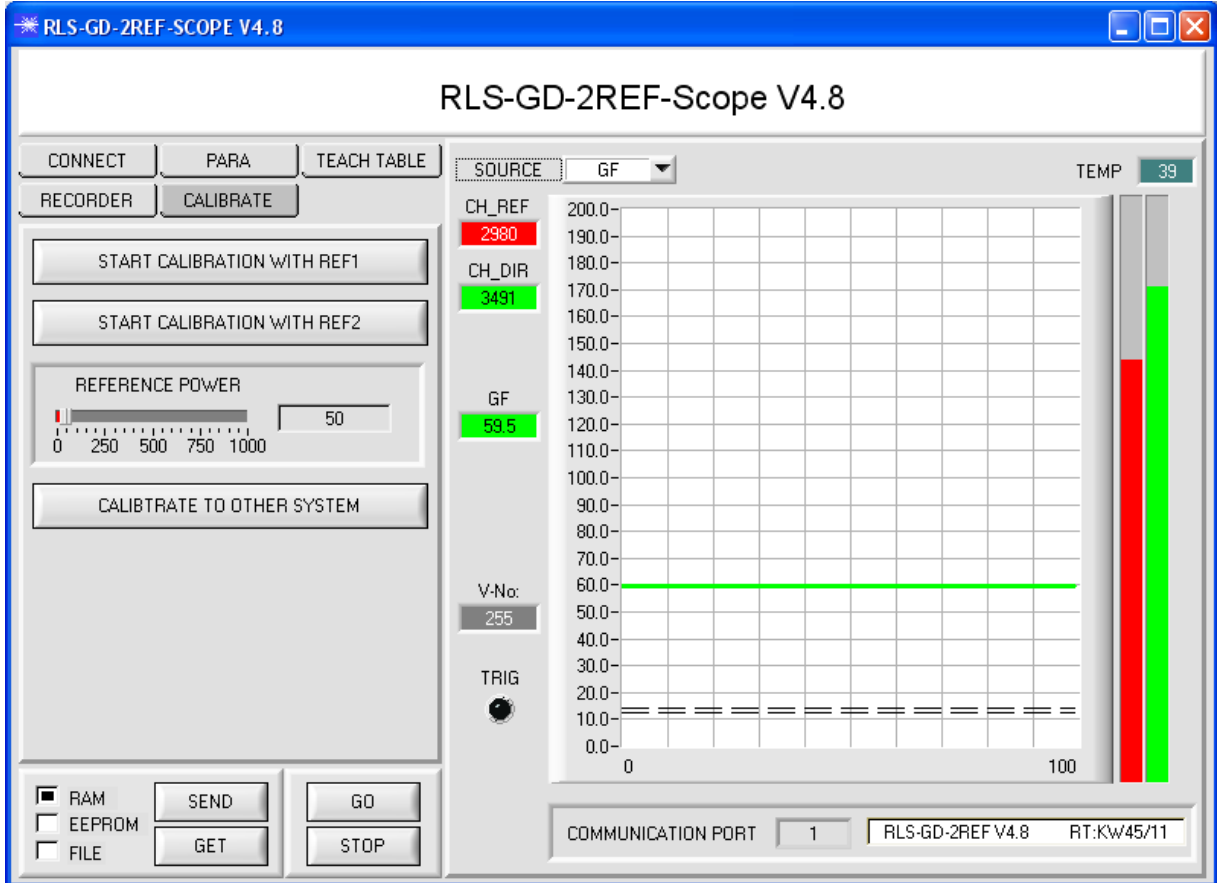 RLS-GD-2REF-SCOPE V4.8
RLS-GD-2REF-Scope V4.8
CONNECT PARA TEACH TABLE
RECORDER CALIBRATE
START CALIBRATION WITH REF1
START CALIBRATION WITH REF2
REFERENCE POWER
50
0 250 500 750 1000
CALIBTRATE TO OTHER SYSTEM
RAM
EEPROM
FILE
SEND
GET
GO
STOP
SOURCE GF
TEMP 39
CH_REF
2980
CH_DIR
3491
GF
59.5
V-No:
255
TRIG
200.0
190.0
180.0
170.0
160.0
150.0
140.0
130.0
120.0
110.0
100.0
90.0
80.0
70.0
60.0
50.0
40.0
30.0
20.0
10.0
0.0
0 100
COMMUNICATION PORT 1 RLS-GD-2REF V4.8 RT:KW45/11